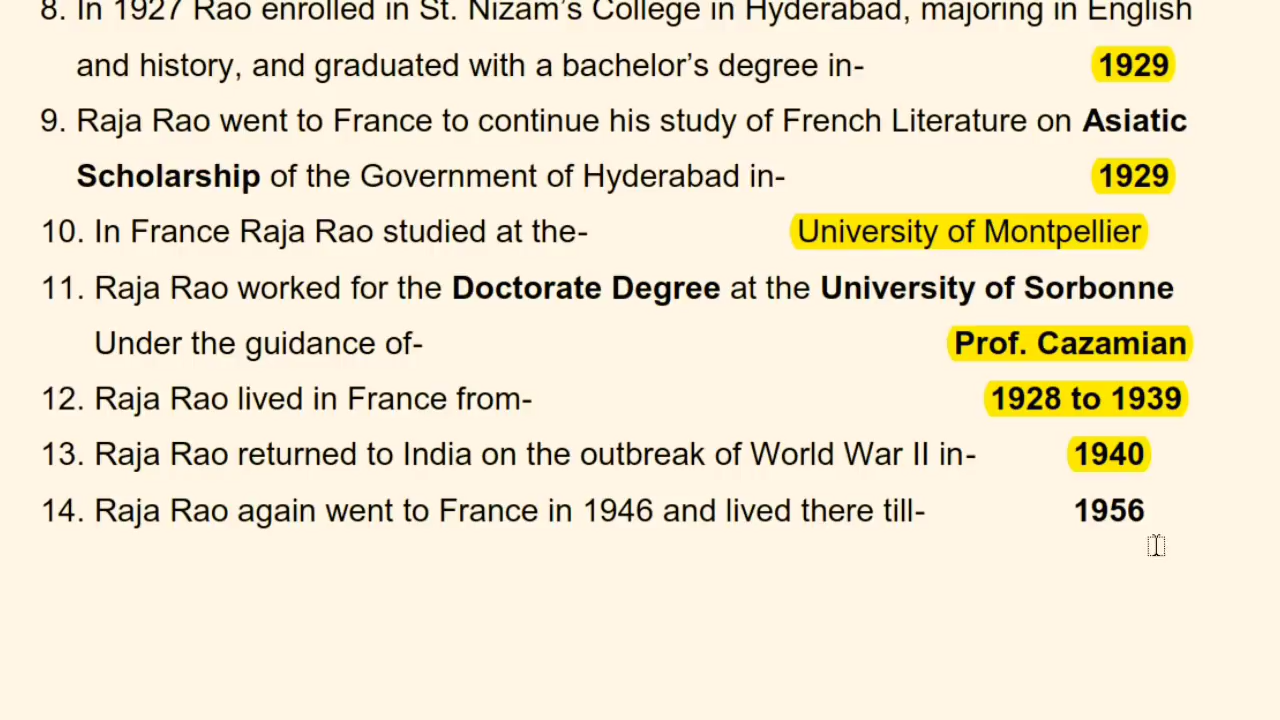 8. In 1927 Rao enrolled in St. Nizam’s College in Hyderabad, majoring in English
and history, and graduated with a bachelor’s degree in- 1929
9. Raja Rao went to France to continue his study of French Literature on Asiatic
Scholarship of the Government of Hyderabad in- 1929
10. In France Raja Rao studied at the- University of Montpellier
11. Raja Rao worked for the Doctorate Degree at the University of Sorbonne
Under the guidance of- Prof. Cazamian
12. Raja Rao lived in France from- 1928 to 1939
13. Raja Rao returned to India on the outbreak of World War II in- 1940
14. Raja Rao again went to France in 1946 and lived there till- 1956